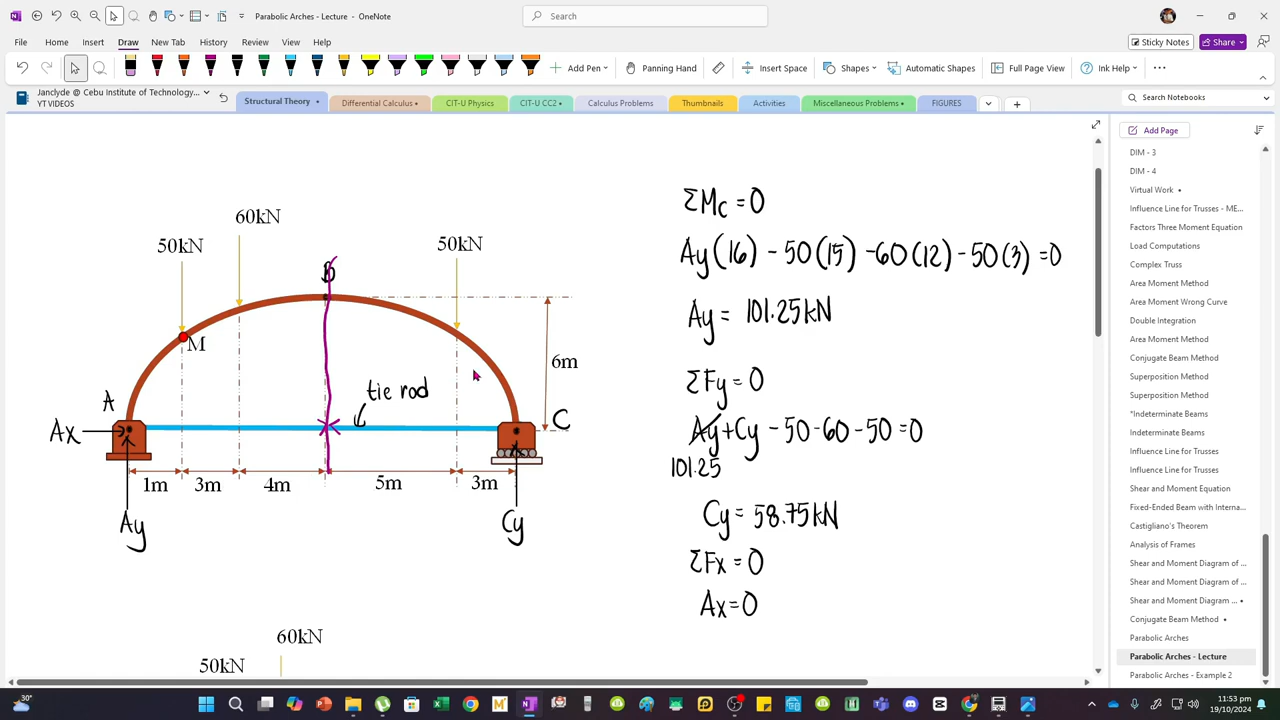 Parabolic Arches - Lecture - OneNote
Search
File Home Insert Draw New Tab History Review View Help
Sticky Notes
Share
Add Pen
Panning Hand
Insert Space
Shapes
Automatic Shapes
Full Page View
Ink Help
Jandyde @ Cebu Institute of Technology...
YT VIDEOS
Structural Theory
Differential Calculus
CIT-U Physics
CIT-U CC2
Calculus Problems
Thumbnails
Activities
Miscellaneous Problems
FIGURES
Search Notebooks
Add Page
DIM - 3
DIM - 4
Virtual Work
Influence Line for Trusses - ME...
Factors Three Moment Equation
Load Computations
Complex Truss
Area Moment Method
Area Moment Wrong Curve
Double Integration
Area Moment Method
Conjugate Beam Method
Superposition Method
Superposition Method
*Indeterminate Beams
Indeterminate Beams
Influence Line for Trusses
Influence Line for Trusses
Shear and Moment Equation
Fixed-Ended Beam with Interna...
Castigliano's Theorem
Analysis of Frames
Shear and Moment Diagram of ...
Shear and Moment Diagram of ...
Shear and Moment Diagram ...
Conjugate Beam Method
Parabolic Arches
Parabolic Arches - Lecture
Parabolic Arches - Example 2
60kN
50kN
50kN
B
M
6m
tie rod
A
C
Ax
1m 3m 4m 5m 3m
Ay
Cy
60kN
50kN
ΣMc = 0
Ay(16) - 50(15) - 60(12) - 50(3) = 0
Ay = 101.25kN
ΣFy = 0
Ay + Cy - 50 - 60 - 50 = 0
101.25
Cy = 58.75kN
ΣFx = 0
Ax = 0
30°
11:53 PM
19/10/2024